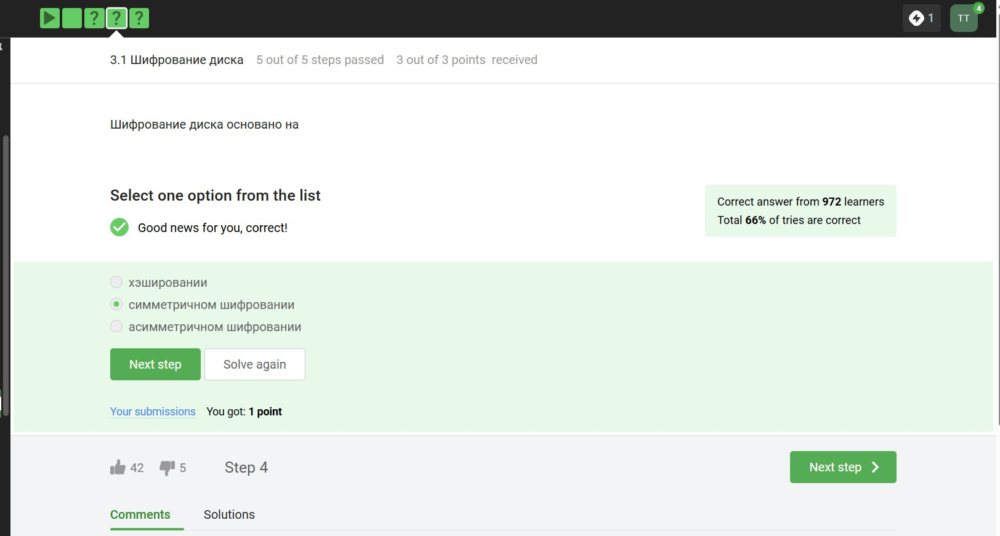 ? ? ?
1
TT
4
3.1 Шифрование диска 5 out of 5 steps passed 3 out of 3 points received
Шифрование диска основано на
Select one option from the list
Good news for you, correct!
Correct answer from 972 learners
Total 66% of tries are correct
хэшировании
симметричном шифровании
асимметричном шифровании
Next step Solve again
Your submissions You got: 1 point
42 5 Step 4 Next step
Comments Solutions